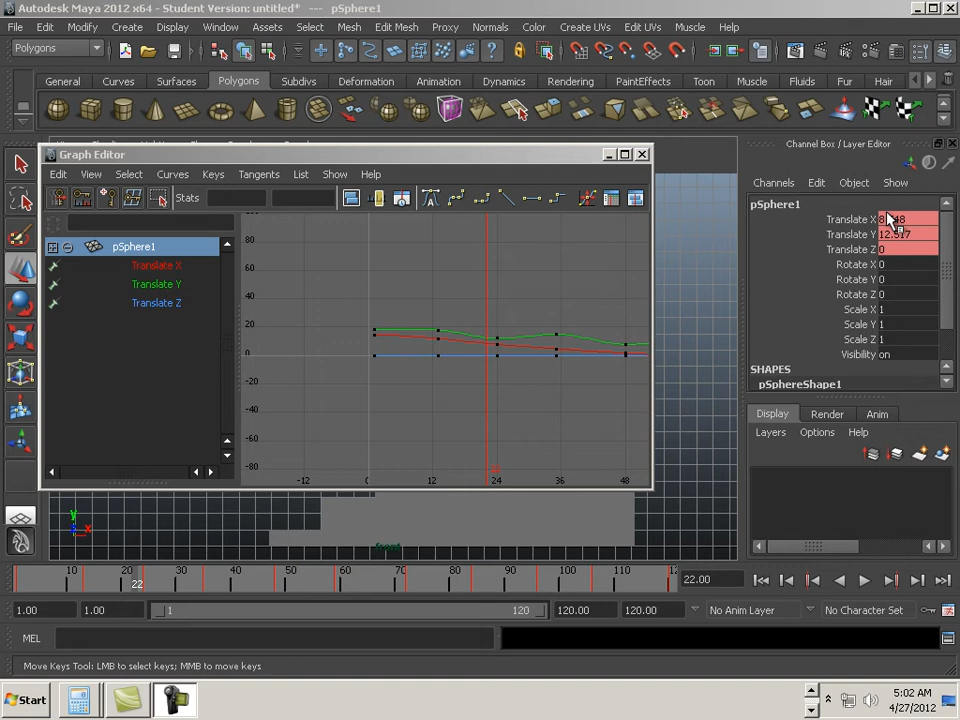 Autodesk Maya 2012 x64 - Student Version: untitled* --- pSphere1
File Edit Modify Create Display Window Assets Select Mesh Edit Mesh Proxy Normals Color Create UVs Edit UVs Muscle Help
Polygons
General Curves Surfaces Polygons Subdivs Deformation Animation Dynamics Rendering PaintEffects Toon Muscle Fluids Fur Hair
Graph Editor
Edit View Select Curves Keys Tangents List Show Help
Stats
pSphere1
Translate X
Translate Y
Translate Z
80
60
40
20
0
-20
-40
-60
-80
-12 0 12 24 36 48
front
y
x
Channel Box / Layer Editor
Channels Edit Object Show
pSphere1
Translate X
Translate Y 12.517
Translate Z 0
Rotate X 0
Rotate Y 0
Rotate Z 0
Scale X 1
Scale Y 1
Scale Z 1
Visibility on
SHAPES
pSphereShape1
Display Render Anim
Layers Options Help
10 20 30 40 50 60 70 80 90 100 110
22
22.00
1.00 1.00 1 120 120.00 120.00 No Anim Layer No Character Set
MEL
Move Keys Tool: LMB to select keys; MMB to move keys
Start
5:02 AM
4/27/2012